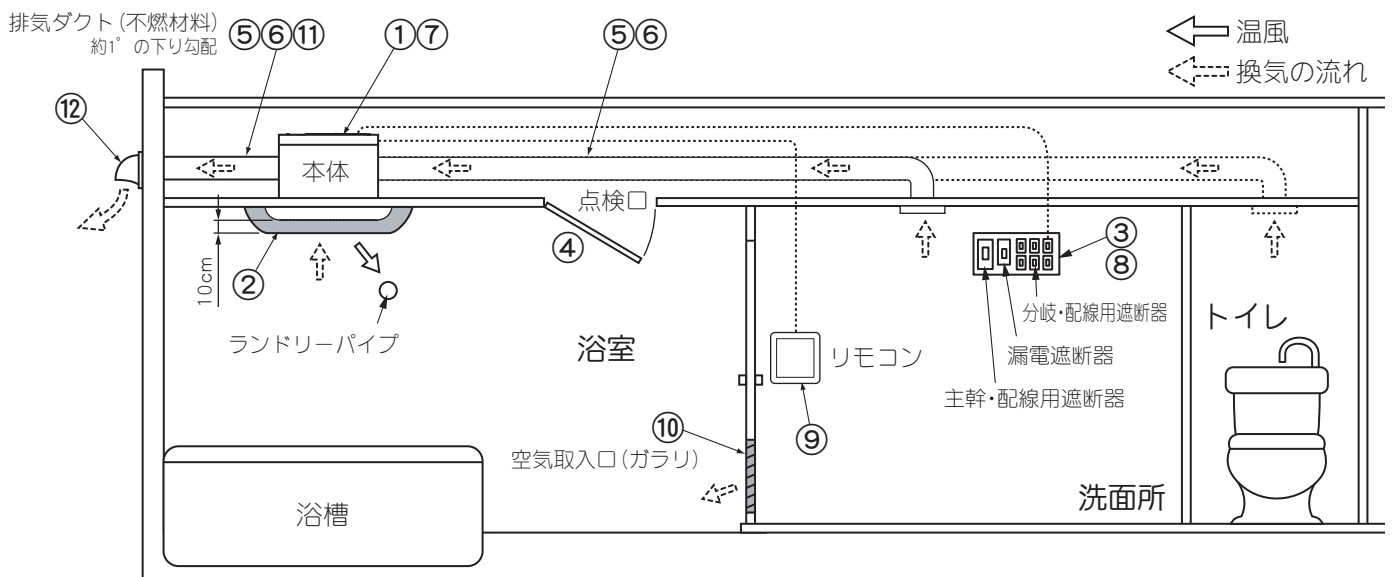 排気ダクト(不燃材料)
約1°の下り勾配
⑤⑥⑪
①⑦
⑤⑥
温風
換気の流れ
⑫
本体
点検口
④
③
⑧
②
10cm
ランドリーパイプ
浴室
リモコン
分岐・配線用遮断器
漏電遮断器
主幹・配線用遮断器
トイレ
⑩
⑨
空気取入口(ガラリ)
洗面所
浴槽